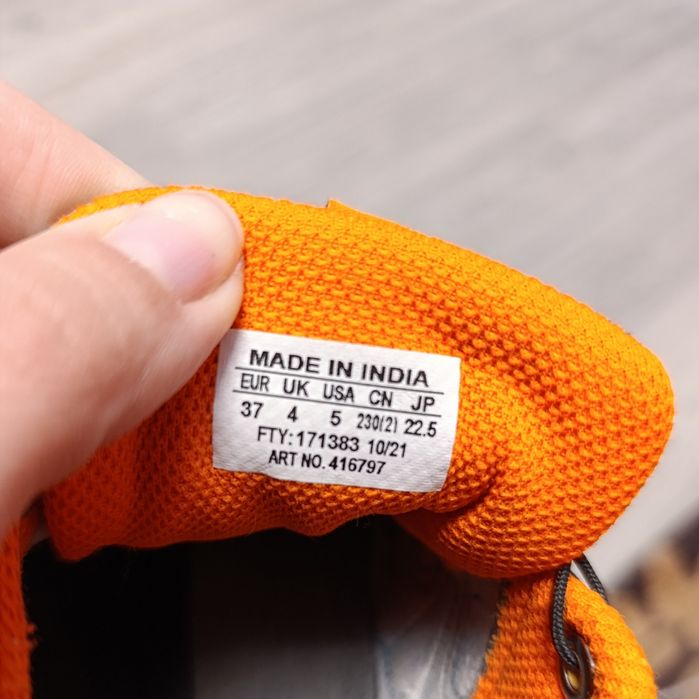 MADE IN INDIA
EUR UK USA CN JP
37 4 5 230(2) 22.5
FTY:171383 10/21
ART NO. 416797